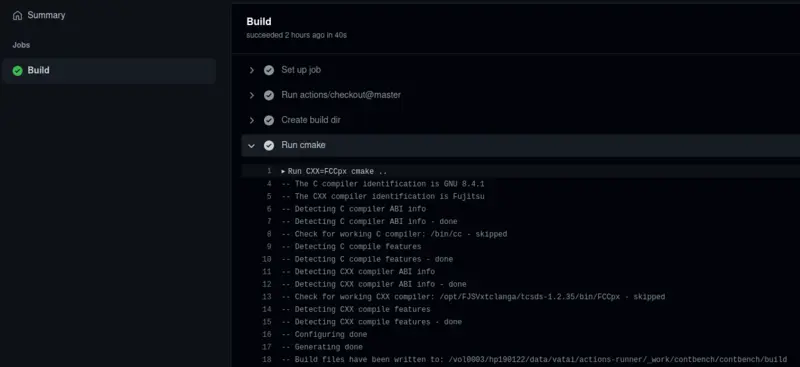 Summary
Jobs
Build
Build
succeeded 2 hours ago in 40s
Set up job
Run actions/checkout@master
Create build dir
Run cmake
1 ▸ Run CXX=FCCpx cmake ..
4 -- The C compiler identification is GNU 8.4.1
5 -- The CXX compiler identification is Fujitsu
6 -- Detecting C compiler ABI info
7 -- Detecting C compiler ABI info - done
8 -- Check for working C compiler: /bin/cc - skipped
9 -- Detecting C compile features
10 -- Detecting C compile features - done
11 -- Detecting CXX compiler ABI info
12 -- Detecting CXX compiler ABI info - done
13 -- Check for working CXX compiler: /opt/FJSVxtclanga/tcsds-1.2.35/bin/FCCpx - skipped
14 -- Detecting CXX compile features
15 -- Detecting CXX compile features - done
16 -- Configuring done
17 -- Generating done
18 -- Build files have been written to: /vol0003/hp190122/data/vatai/actions-runner/_work/contbench/contbench/build